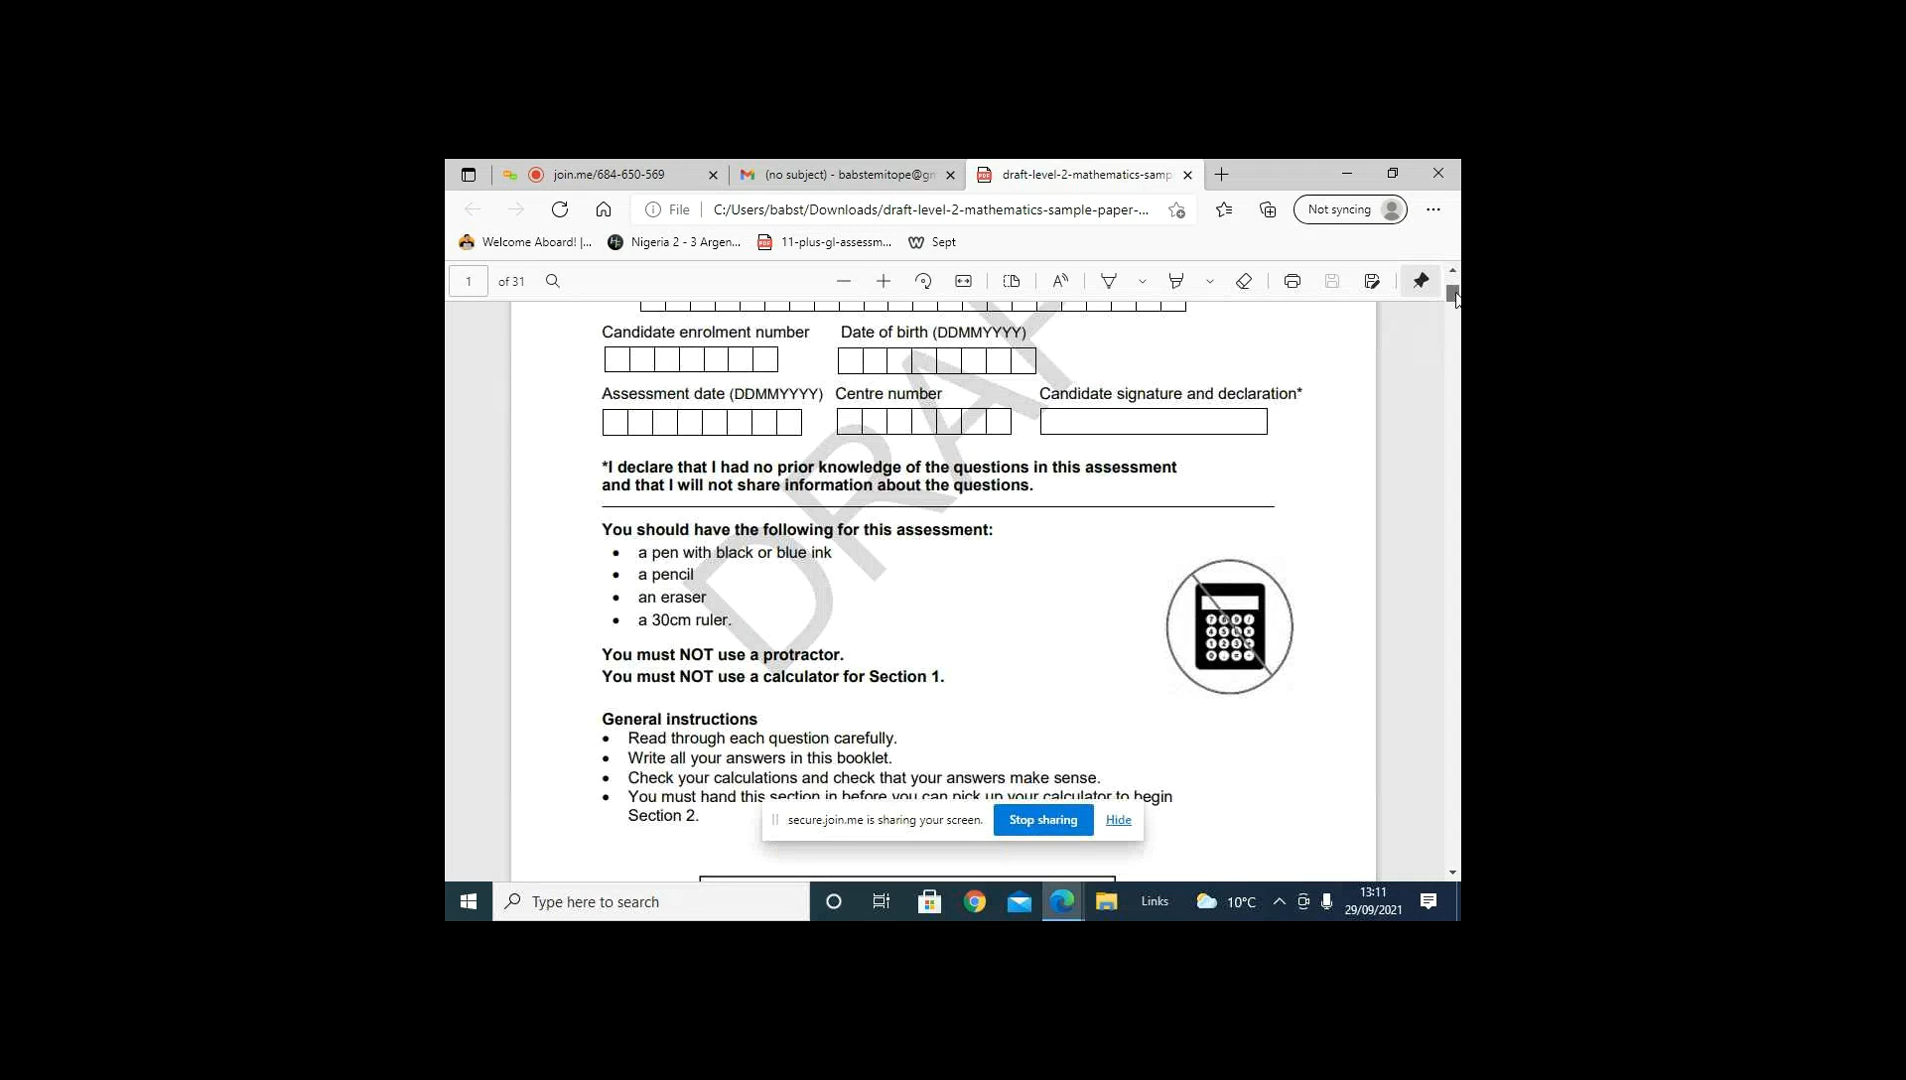 join.me/684-650-569
(no subject) - babstemitope@gm
draft-level-2-mathematics-samp
File
C:/Users/babst/Downloads/draft-level-2-mathematics-sample-paper-...
Not syncing
Welcome Aboard! |...
Nigeria 2 - 3 Argen...
11-plus-gl-assessm...
Sept
1 of 31
Candidate enrolment number
Date of birth (DDMMYYYY)
Assessment date (DDMMYYYY)
Centre number
Candidate signature and declaration*
*I declare that I had no prior knowledge of the questions in this assessment
and that I will not share information about the questions.
You should have the following for this assessment:
• a pen with black or blue ink
• a pencil
• an eraser
• a 30cm ruler.
You must NOT use a protractor.
You must NOT use a calculator for Section 1.
General instructions
• Read through each question carefully.
• Write all your answers in this booklet.
• Check your calculations and check that your answers make sense.
• You must hand this section in before you can pick up your calculator to begin
Section 2.
secure.join.me is sharing your screen.
Stop sharing
Hide
DRAF
Type here to search
Links
10°C
13:11
29/09/2021